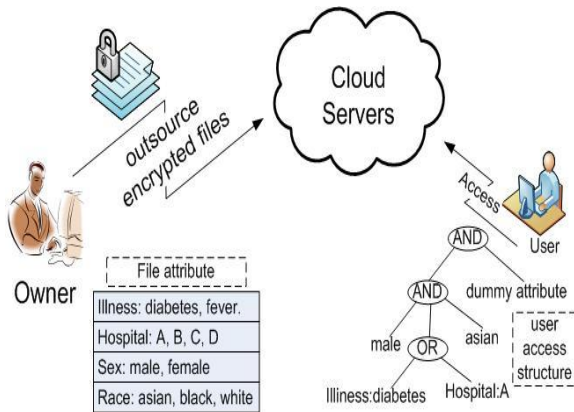 Cloud
Servers
outsource
encrypted files
Access
User
Owner
File attribute
Illness: diabetes, fever.
Hospital: A, B, C, D
Sex: male, female
Race: asian, black, white
AND
AND
dummy attribute
male
OR
asian
Illiness:diabetes
Hospital:A
user
access
structure